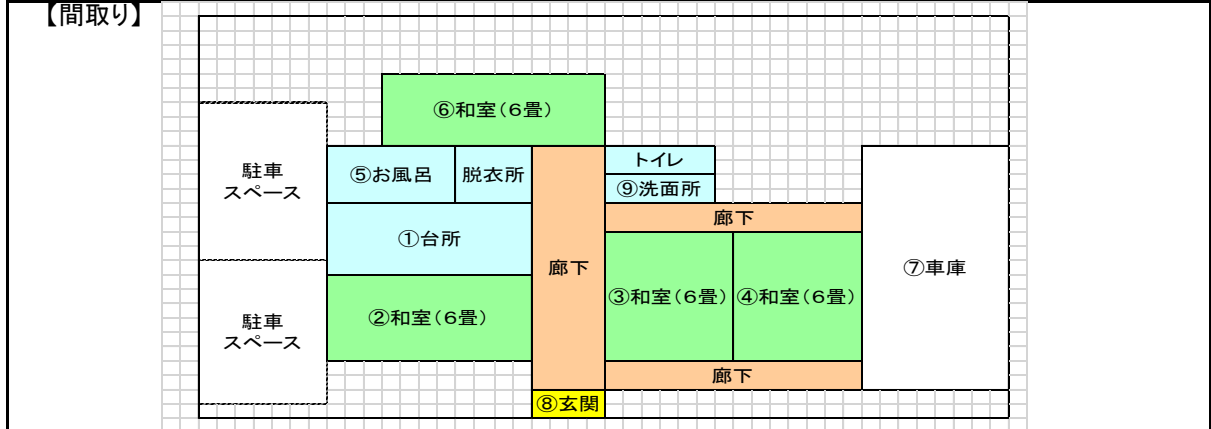 【間取り】
⑥和室(6畳)
駐車
スペース
⑤お風呂
脱衣所
トイレ
⑨洗面所
廊下
①台所
廊下
⑦車庫
③和室(6畳)
④和室(6畳)
②和室(6畳)
駐車
スペース
廊下
⑧玄関